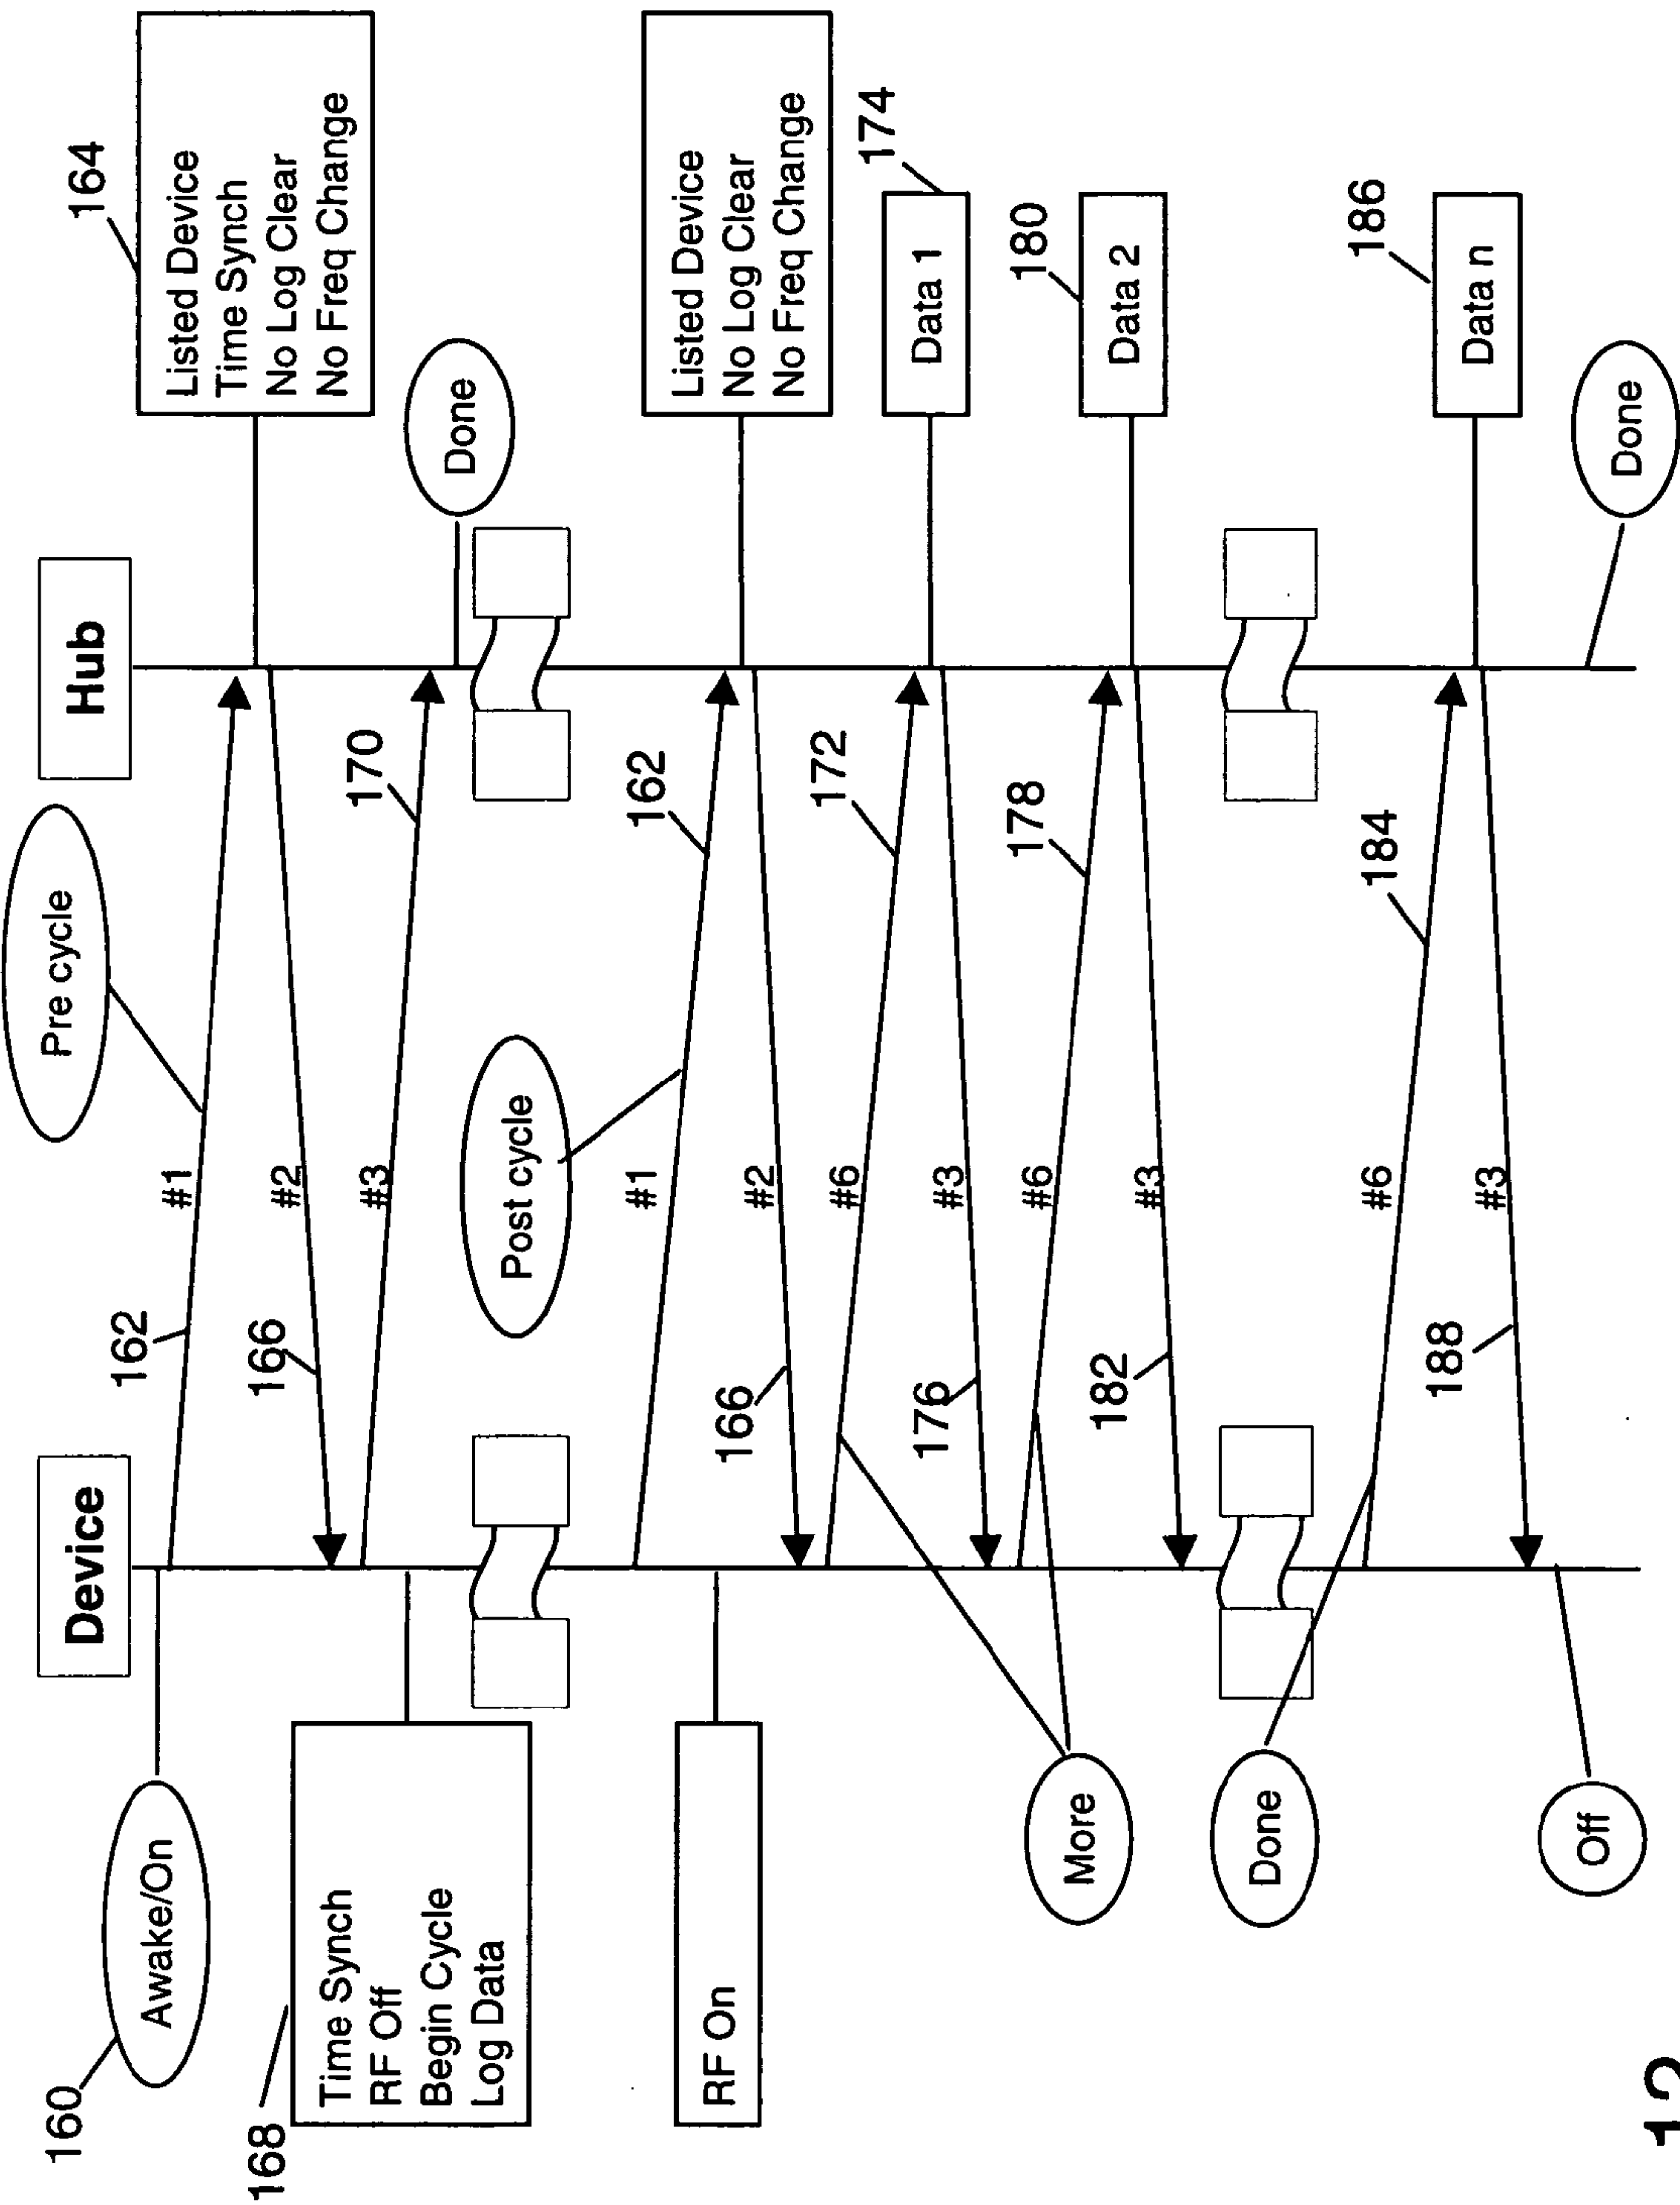 Device
Hub
160
Awake/On
Pre cycle
162
#1
164
Listed Device
Time Synch
No Log Clear
No Freq Change
166
#2
168
Time Synch
RF Off
Begin Cycle
Log Data
#3
170
Done
Post cycle
#1
162
RF On
Listed Device
No Log Clear
No Freq Change
166
#2
#6
172
Data 1
174
176
#3
More
#6
178
Data 2
180
182
#3
Done
#6
184
Data n
186
188
#3
Off
Done